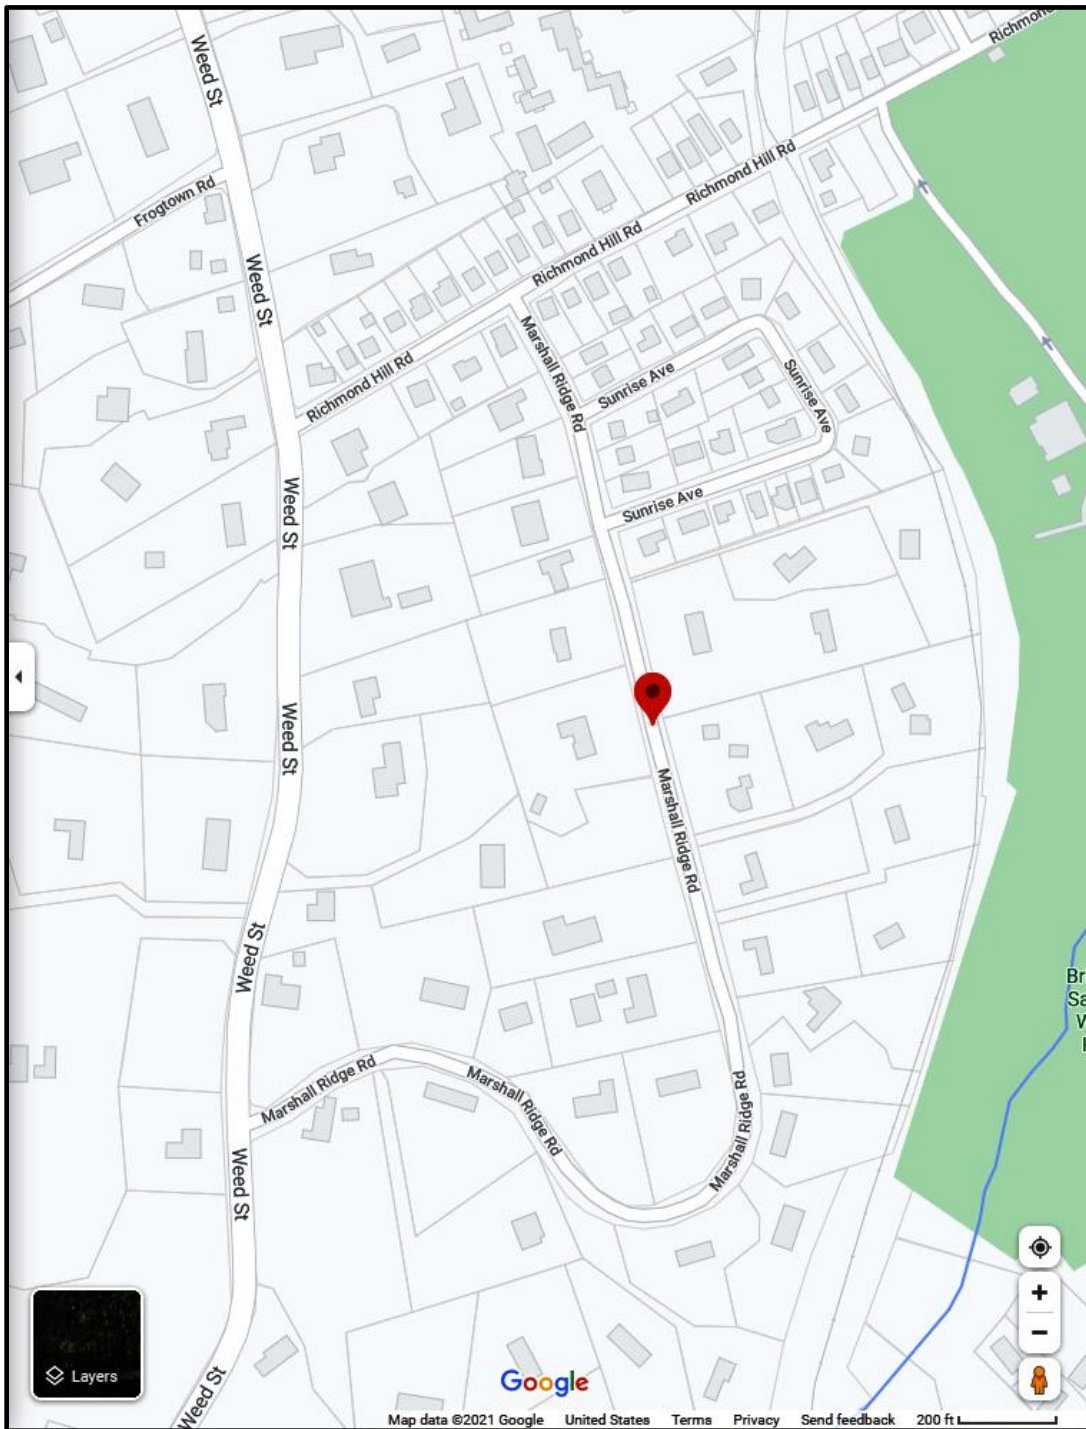 Richmond
Weed St
Richmond Hill Rd
Frogtown Rd
Richmond Hill Rd
Weed St
Marshall Ridge Rd
Richmond Hill Rd
Sunrise Ave
Sunrise Ave
Sunrise Ave
Weed St
Weed St
Marshall Ridge Rd
Weed St
Br
Sa
W
Marshall Ridge Rd
Marshall Ridge Rd
Marshall Ridge Rd
Weed St
Layers
Weed St
Google
Map data ©2021 Google United States Terms Privacy Send feedback 200 ft